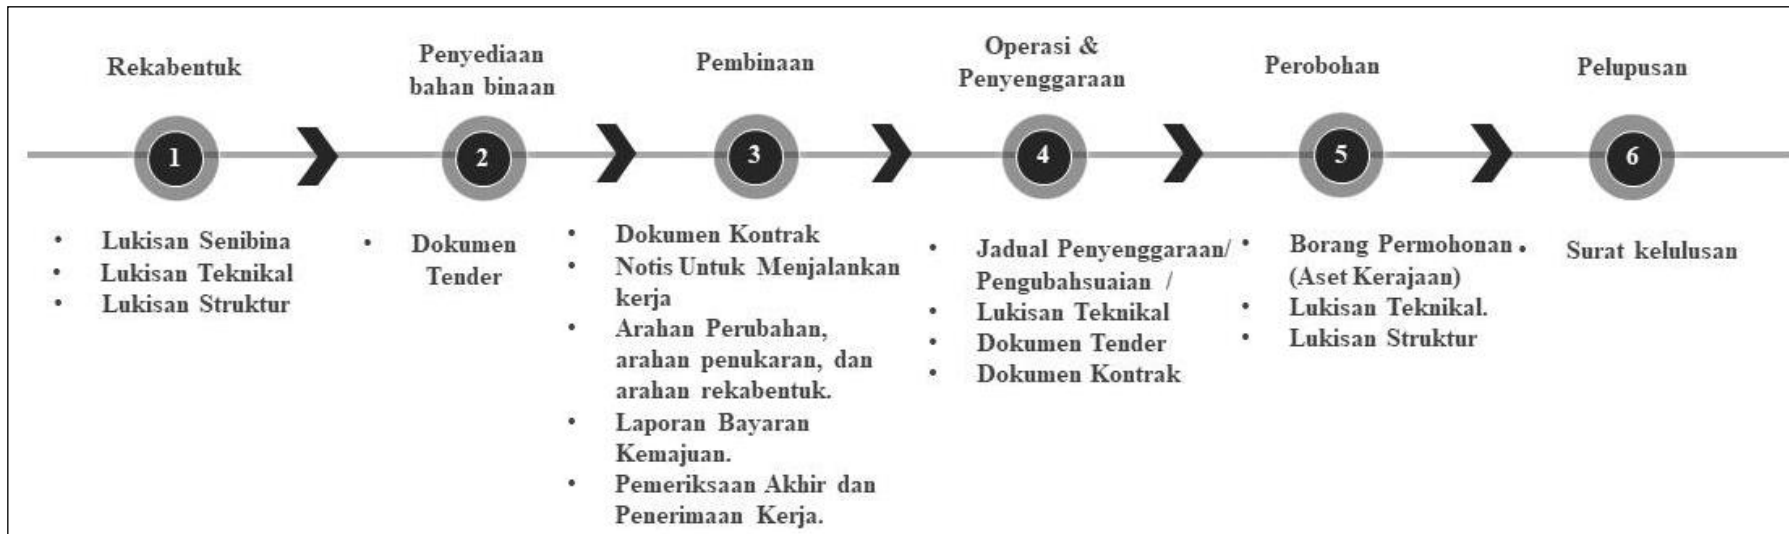 Rekabentuk
1
• Lukisan Senibina
• Lukisan Teknikal
• Lukisan Struktur
Penyediaan
bahan binaan
2
• Dokumen
Tender
Pembinaan
3
• Dokumen Kontrak
• Notis Untuk Menjalankan
kerja
• Arahan Perubahan,
arahan penukaran, dan
arahan rekabentuk.
• Laporan Bayaran
Kemajuan.
• Pemeriksaan Akhir dan
Penerimaan Kerja.
Operasi &
Penyenggaraan
4
• Jadual Penyenggaraan/
Pengubahsuaian /
• Lukisan Teknikal
• Dokumen Tender
• Dokumen Kontrak
Perobohan
5
• Borang Permohonan
(Aset Kerajaan)
• Lukisan Teknikal.
• Lukisan Struktur
Pelupusan
6
• Surat kelulusan